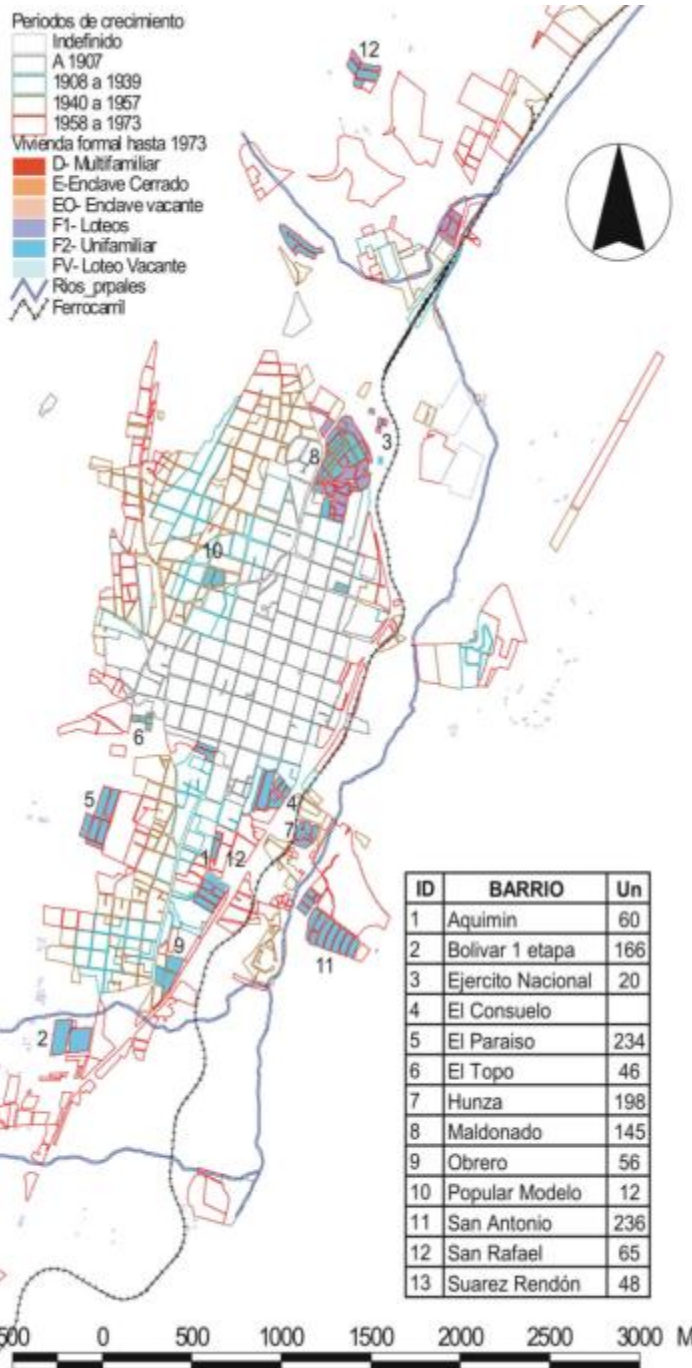 Periodos de crecimiento
Indefinido
A 1907
1908 a 1939
1940 a 1957
1958 a 1973
Vivienda formal hasta 1973
D- Multifamiliar
E-Enclave Cerrado
EO- Enclave vacante
F1- Loteos
F2- Unifamiliar
FV- Loteo Vacante
Rios_prpales
Ferrocarril
12
3
8
10
6
5
4
7
1
12
9
11
2
ID BARRIO Un
1 Aquimin 60
2 Bolivar 1 etapa 166
3 Ejercito Nacional 20
4 El Consuelo
5 El Paraiso 234
6 El Topo 46
7 Hunza 198
8 Maldonado 145
9 Obrero 56
10 Popular Modelo 12
11 San Antonio 236
12 San Rafael 65
13 Suarez Rendón 48
500 0 500 1000 1500 2000 2500 3000 M